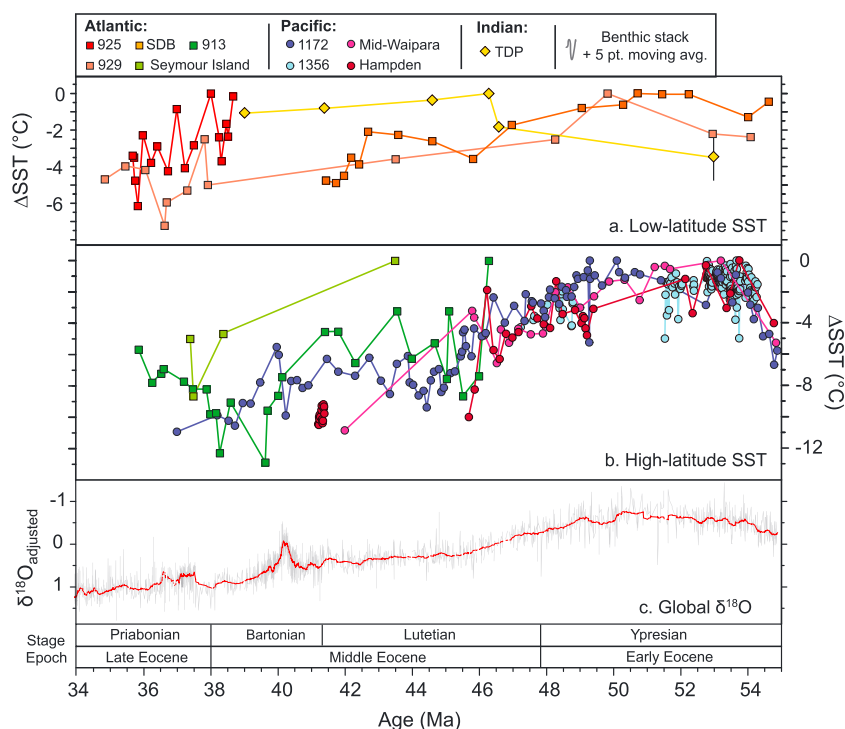 Atlantic: Pacific: Indian:
925 SDB 913 1172 Mid-Waipara TDP Benthic stack
929 Seymour Island 1356 Hampden + 5 pt. moving avg.
0
-2
-4
-6
ΔSST (°C)
a. Low-latitude SST
0
-4
-8
-12
ΔSST (°C)
b. High-latitude SST
-1
0
1
δ18Oadjusted
c. Global δ18O
Stage Priabonian Bartonian Lutetian Ypresian
Epoch Late Eocene Middle Eocene Early Eocene
34 36 38 40 42 44 46 48 50 52 54
Age (Ma)